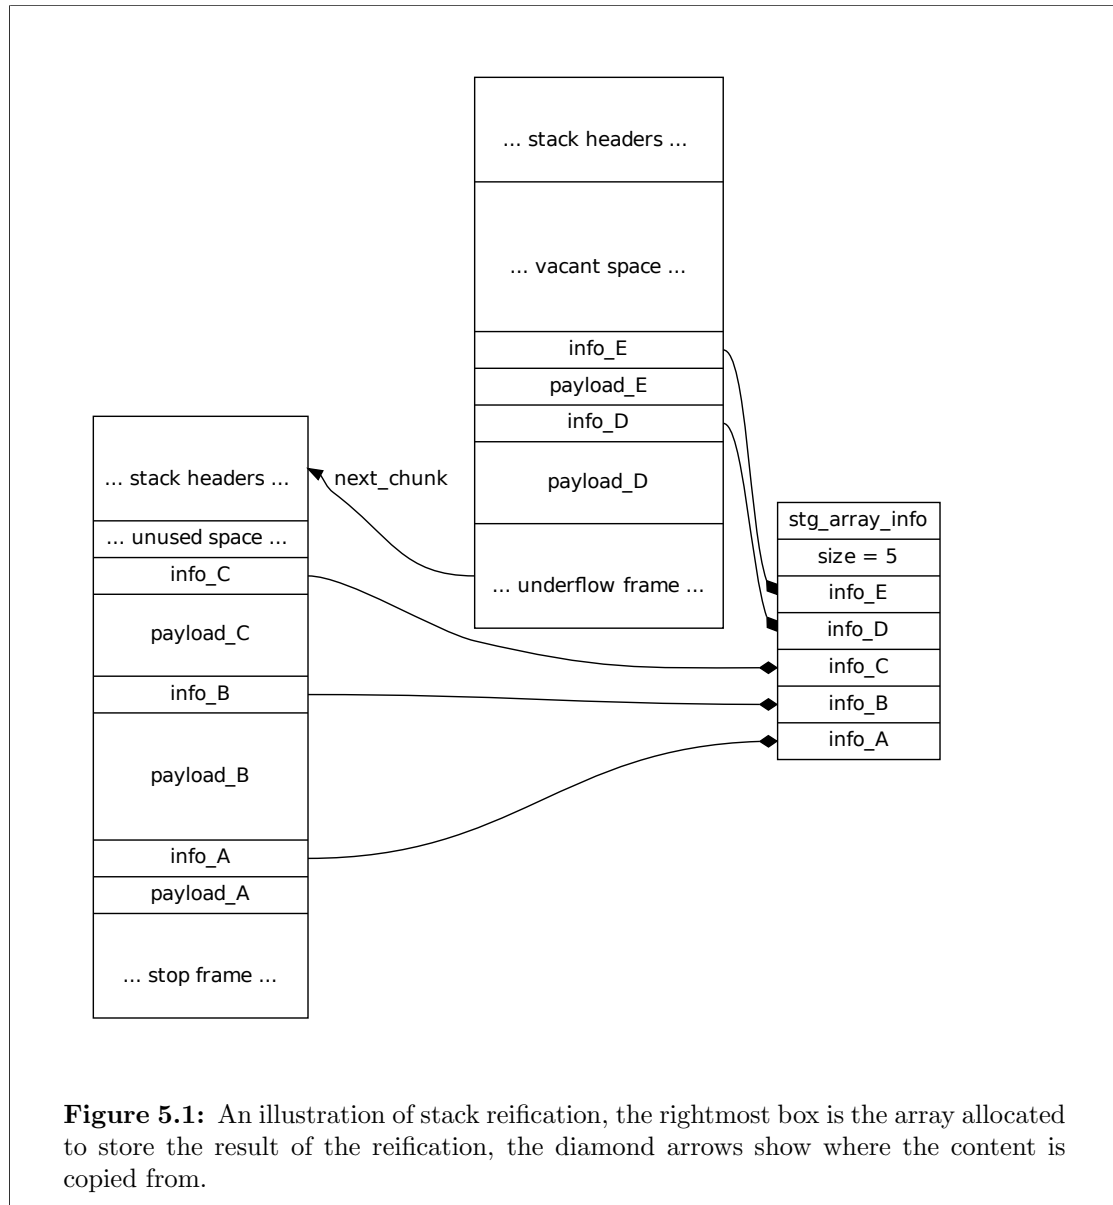 ... stack headers ...
... vacant space ...
info_E
payload_E
info_D
payload_D
... underflow frame ...
next_chunk
... stack headers ...
... unused space ...
info_C
payload_C
info_B
payload_B
info_A
payload_A
... stop frame ...
stg_array_info
size = 5
info_E
info_D
info_C
info_B
info_A
Figure 5.1: An illustration of stack reification, the rightmost box is the array allocated
to store the result of the reification, the diamond arrows show where the content is
copied from.